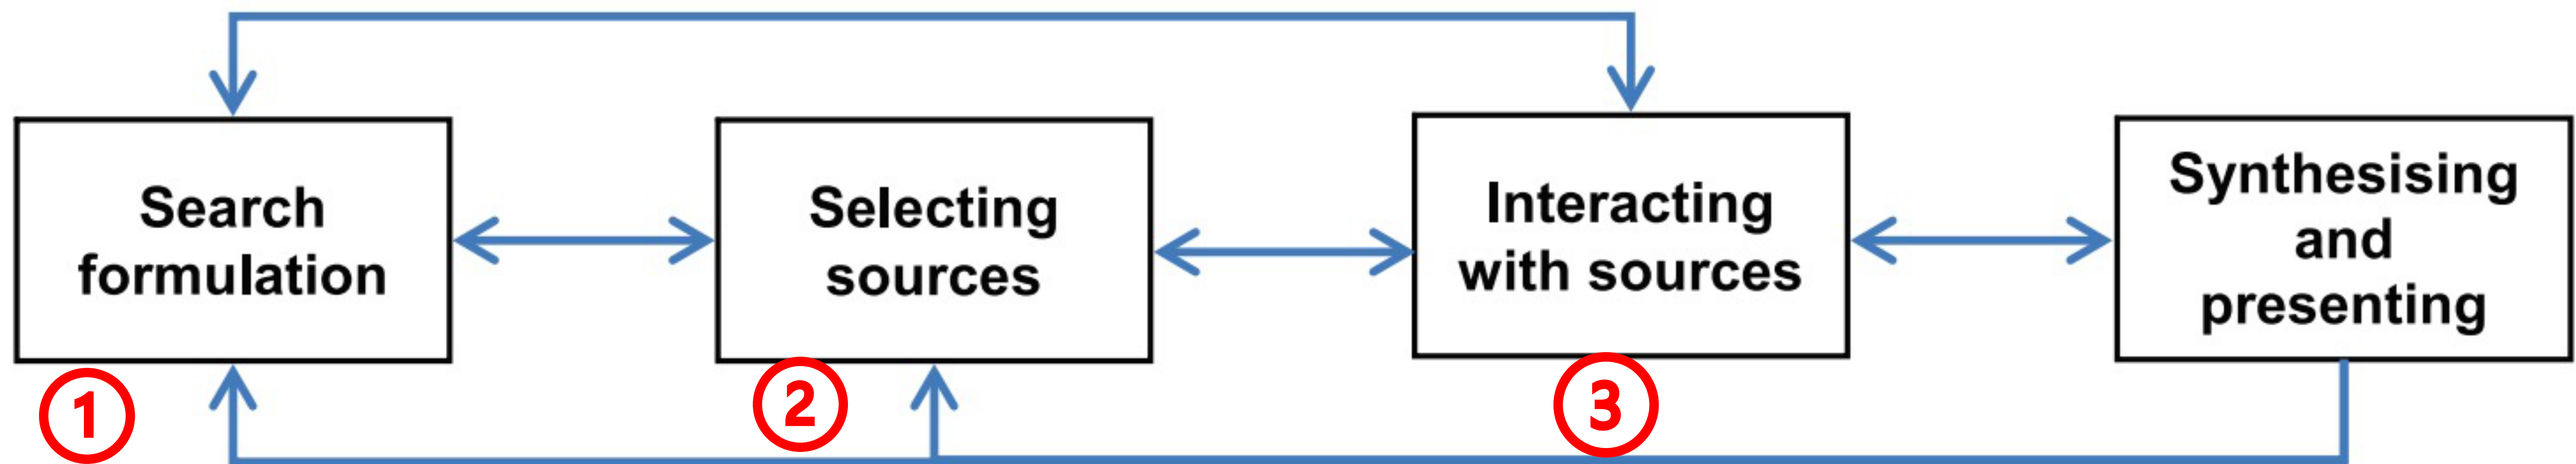 Search
formulation
Selecting
sources
Interacting
with sources
Synthesising
and
presenting
1
2
3